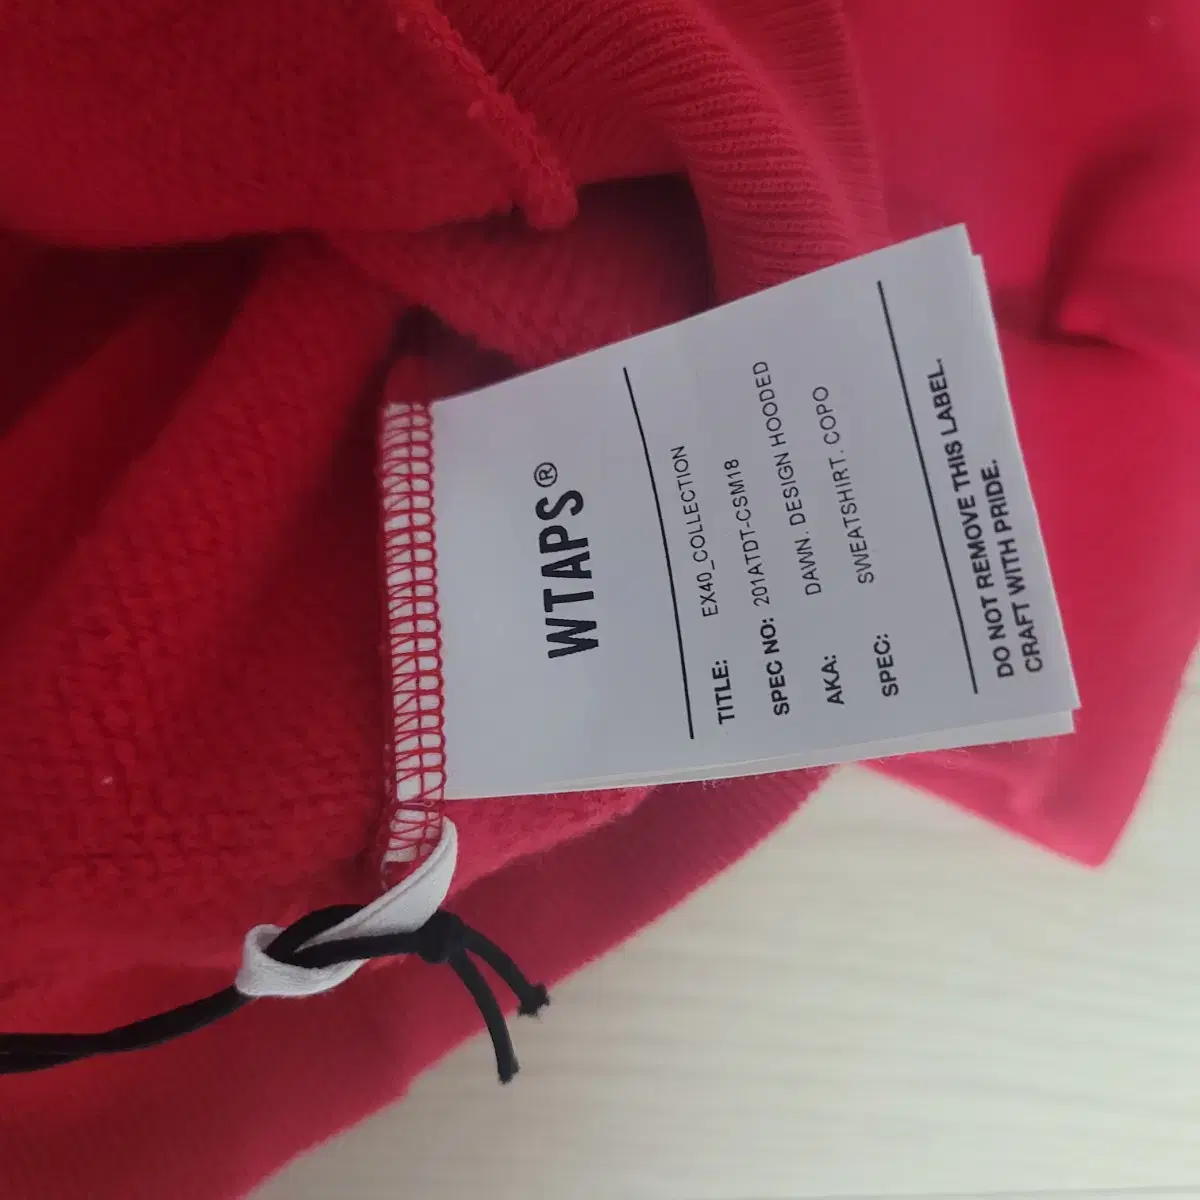 WTAPS®
TITLE: EX40_COLLECTION
SPEC NO: 201ATDT-CSM18
AKA: DAWN. DESIGN HOODED
SPEC: SWEATSHIRT. COPO
DO NOT REMOVE THIS LABEL.
CRAFT WITH PRIDE.